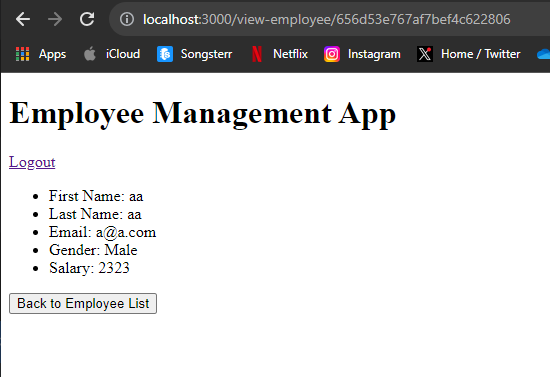 localhost:3000/view-employee/656d53e767af7bef4c622806
Apps iCloud Songsterr Netflix Instagram Home / Twitter
Employee Management App
Logout
First Name: aa
Last Name: aa
Email: a@a.com
Gender: Male
Salary: 2323
Back to Employee List